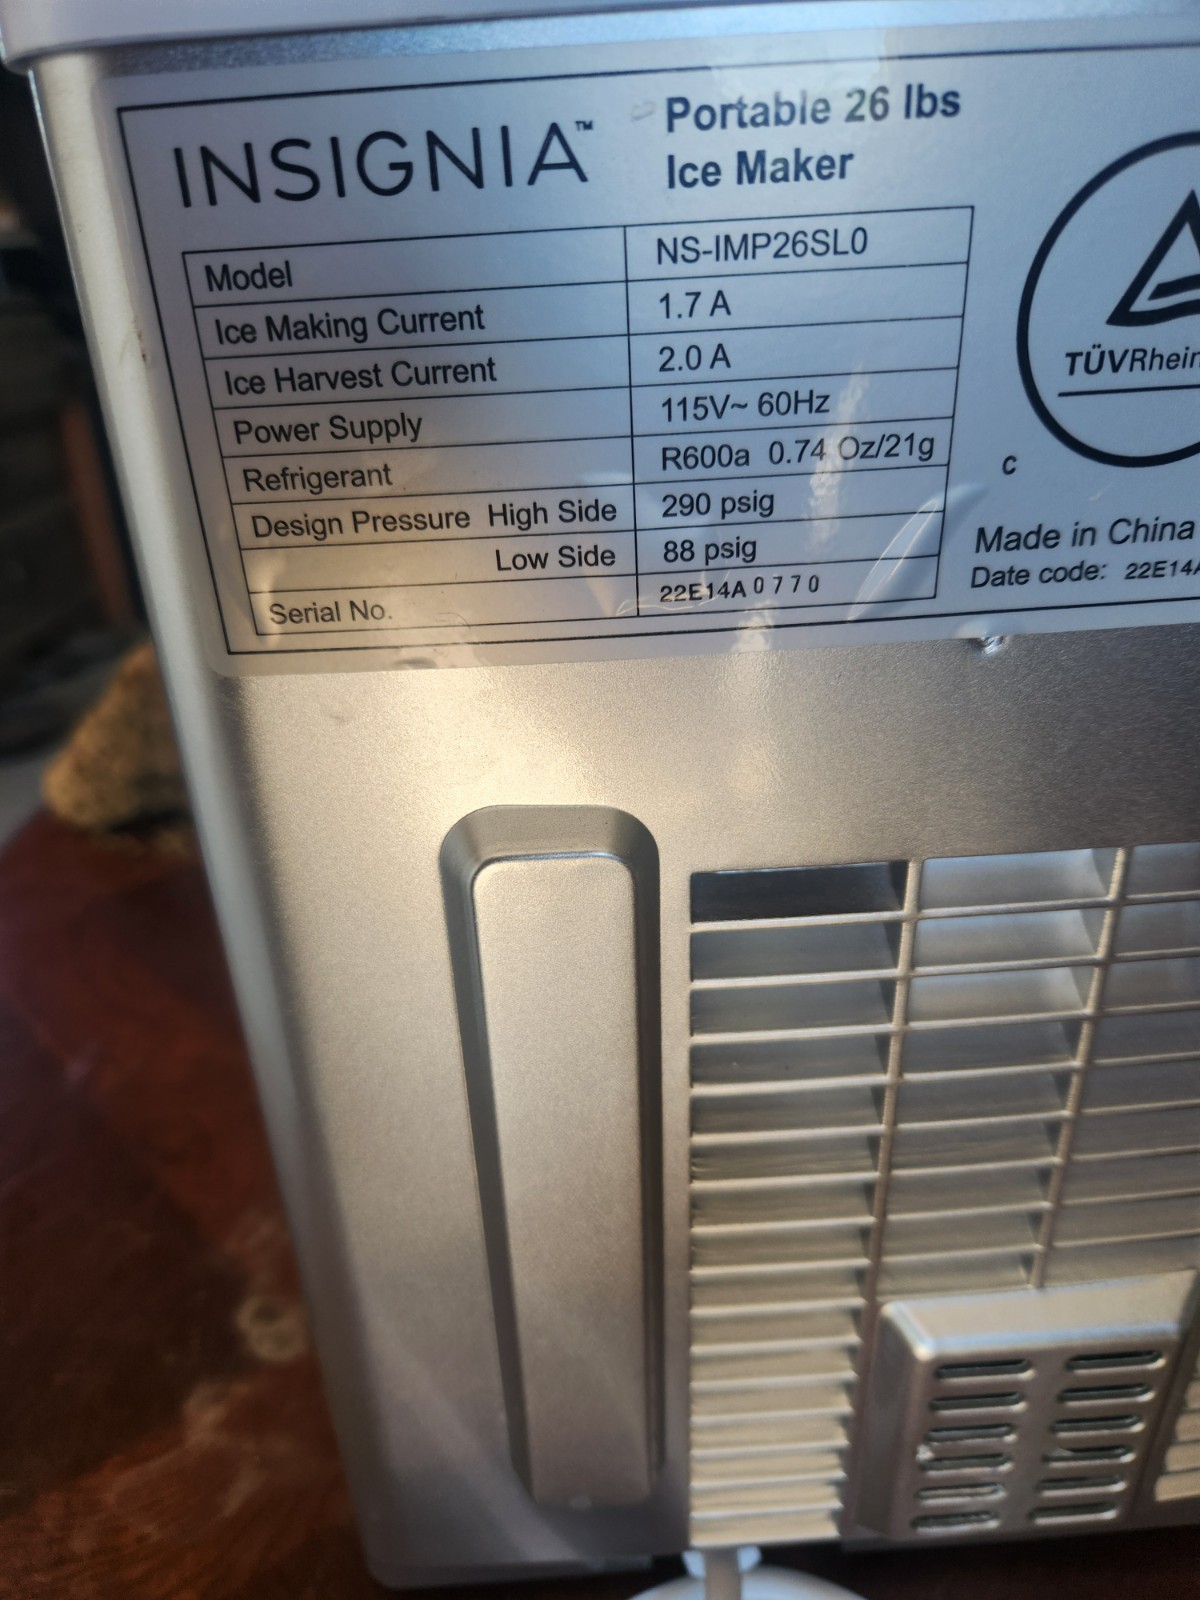 INSIGNIA™
Portable 26 lbs
Ice Maker
Model NS-IMP26SL0
Ice Making Current 1.7 A
Ice Harvest Current 2.0 A
Power Supply 115V~ 60Hz
Refrigerant R600a 0.74 Oz/21g
Design Pressure High Side 290 psig
Low Side 88 psig
Serial No. 22E14A0770
c
Made in China
Date code: 22E14A